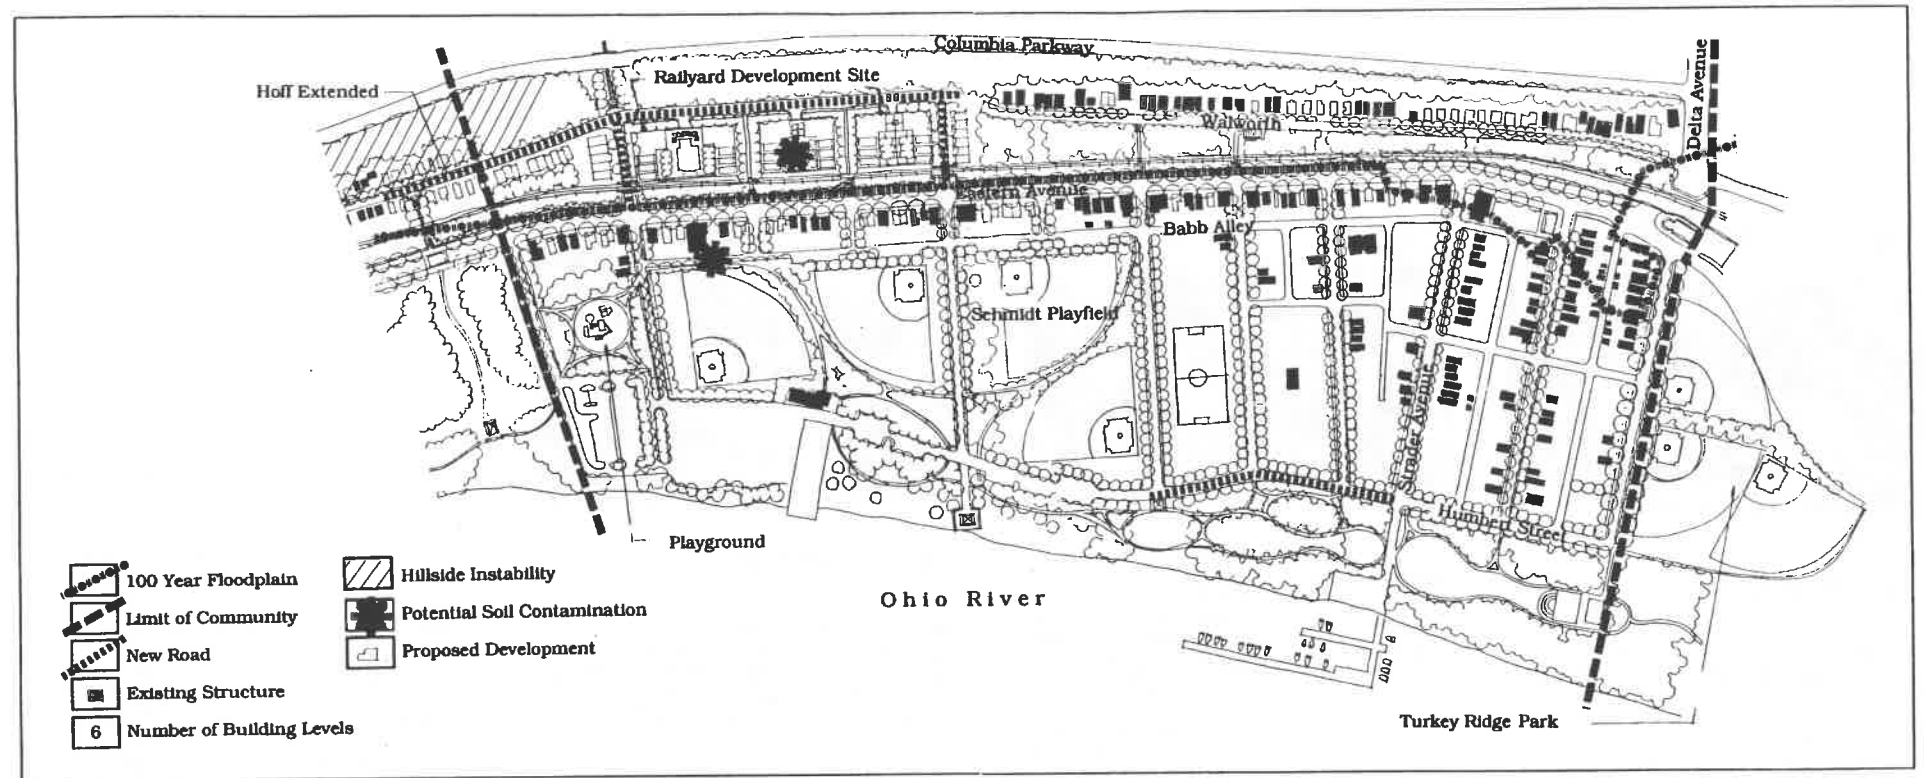 Columbia Parkway
Railyard Development Site
Hoff Extended
Delta Avenue
Walworth
Eastern Avenue
Babb Alley
Schmidt Playfield
Strader Avenue
Humbert Street
Playground
Ohio River
Turkey Ridge Park
100 Year Floodplain
Limit of Community
New Road
Existing Structure
6 Number of Building Levels
Hillside Instability
Potential Soil Contamination
Proposed Development